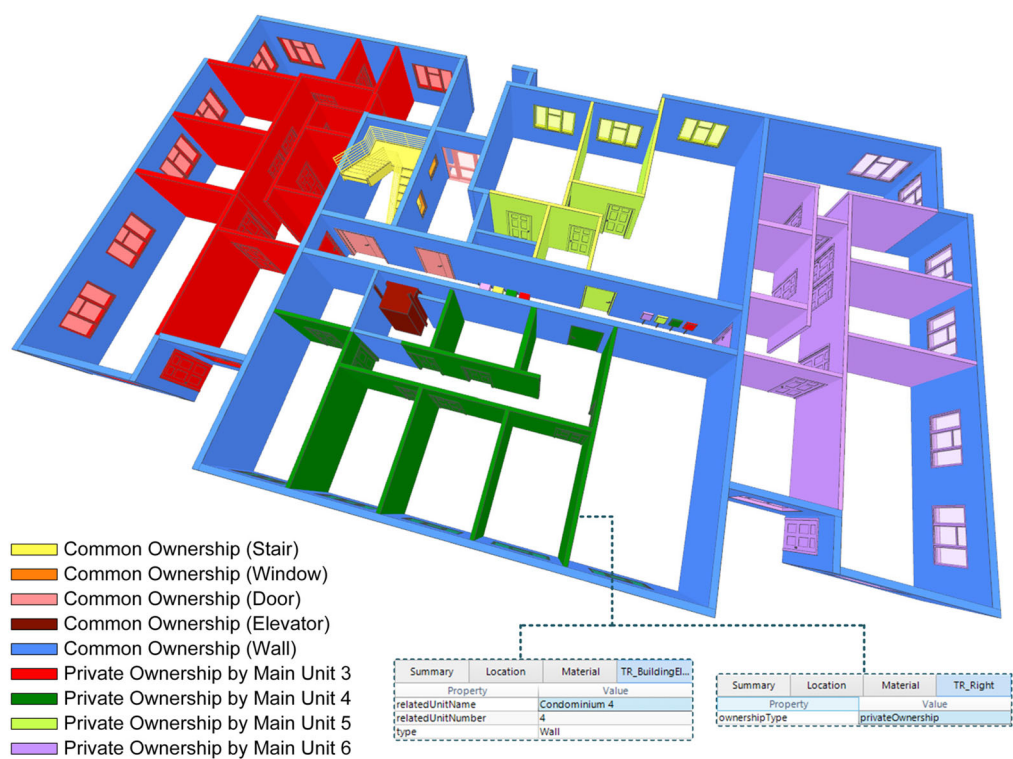 Common Ownership (Stair)
Common Ownership (Window)
Common Ownership (Door)
Common Ownership (Elevator)
Common Ownership (Wall)
Private Ownership by Main Unit 3
Private Ownership by Main Unit 4
Private Ownership by Main Unit 5
Private Ownership by Main Unit 6
Summary Location Material TR_BuildingEl...
Property Value
relatedUnitName Condominium 4
relatedUnitNumber 4
type Wall
Summary Location Material TR_Right
Property Value
ownershipType privateOwnership